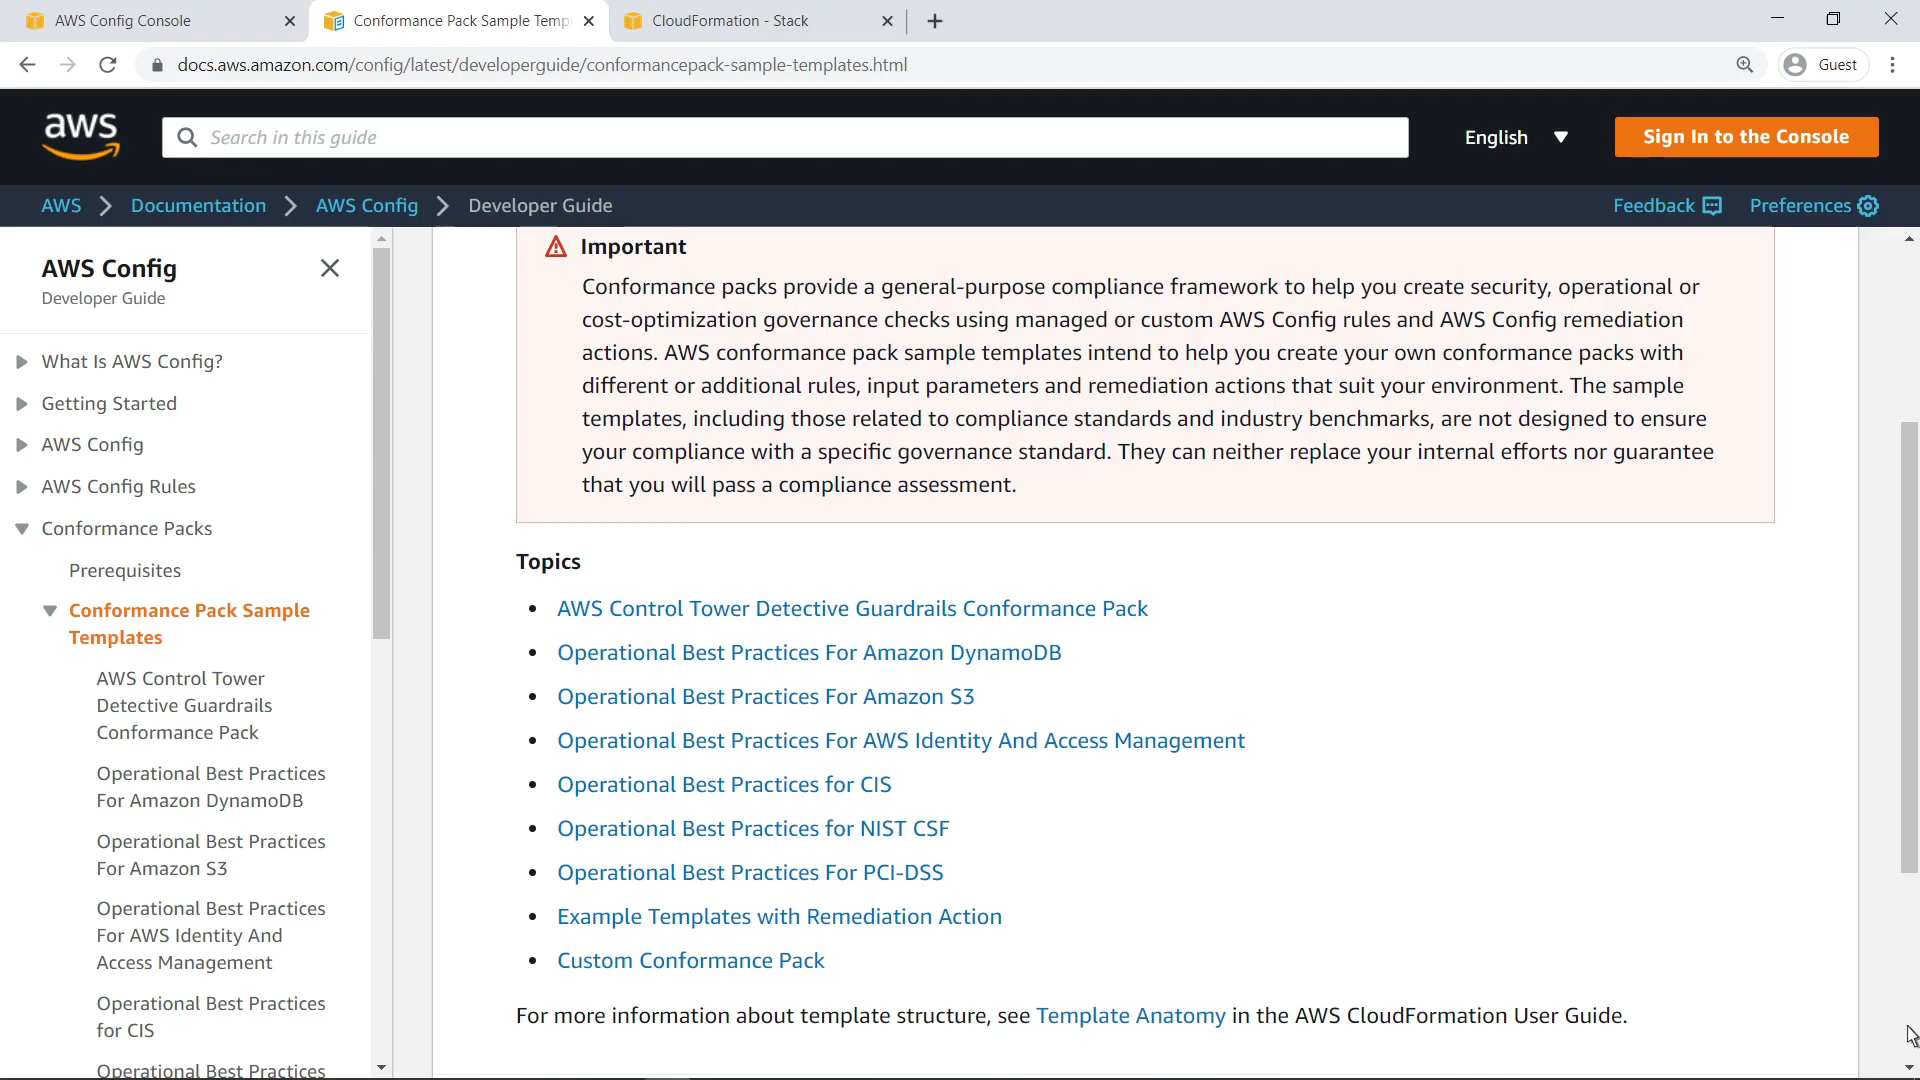 AWS Config Console
Conformance Pack Sample Temp
CloudFormation - Stack
docs.aws.amazon.com/config/latest/developerguide/conformancepack-sample-templates.html
Guest
aws
Search in this guide
English
Sign In to the Console
AWS
Documentation
AWS Config
Developer Guide
Feedback
Preferences
AWS Config
Developer Guide
What Is AWS Config?
Getting Started
AWS Config
AWS Config Rules
Conformance Packs
Prerequisites
Conformance Pack Sample
Templates
AWS Control Tower
Detective Guardrails
Conformance Pack
Operational Best Practices
For Amazon DynamoDB
Operational Best Practices
For Amazon S3
Operational Best Practices
For AWS Identity And
Access Management
Operational Best Practices
for CIS
Operational Best Practices
Important
Conformance packs provide a general-purpose compliance framework to help you create security, operational or
cost-optimization governance checks using managed or custom AWS Config rules and AWS Config remediation
actions. AWS conformance pack sample templates intend to help you create your own conformance packs with
different or additional rules, input parameters and remediation actions that suit your environment. The sample
templates, including those related to compliance standards and industry benchmarks, are not designed to ensure
your compliance with a specific governance standard. They can neither replace your internal efforts nor guarantee
that you will pass a compliance assessment.
Topics
• AWS Control Tower Detective Guardrails Conformance Pack
• Operational Best Practices For Amazon DynamoDB
• Operational Best Practices For Amazon S3
• Operational Best Practices For AWS Identity And Access Management
• Operational Best Practices for CIS
• Operational Best Practices for NIST CSF
• Operational Best Practices For PCI-DSS
• Example Templates with Remediation Action
• Custom Conformance Pack
For more information about template structure, see Template Anatomy in the AWS CloudFormation User Guide.